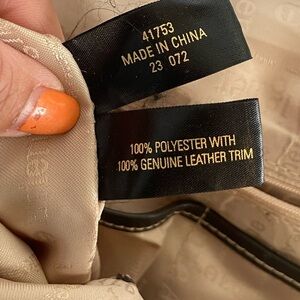 41753
MADE IN CHINA
23 072
100% POLYESTER WITH
100% GENUINE LEATHER TRIM